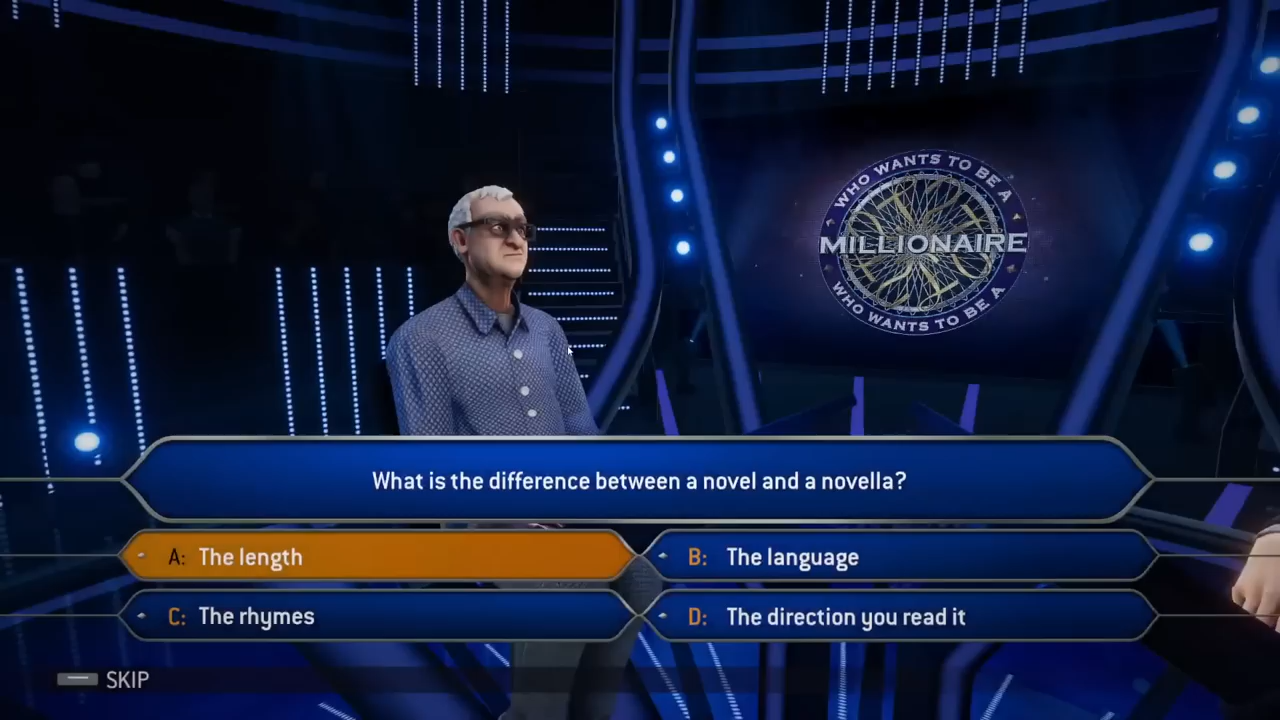 WHO WANTS TO BE A
MILLIONAIRE
WHO WANTS TO BE A
What is the difference between a novel and a novella?
A: The length
B: The language
C: The rhymes
D: The direction you read it
SKIP